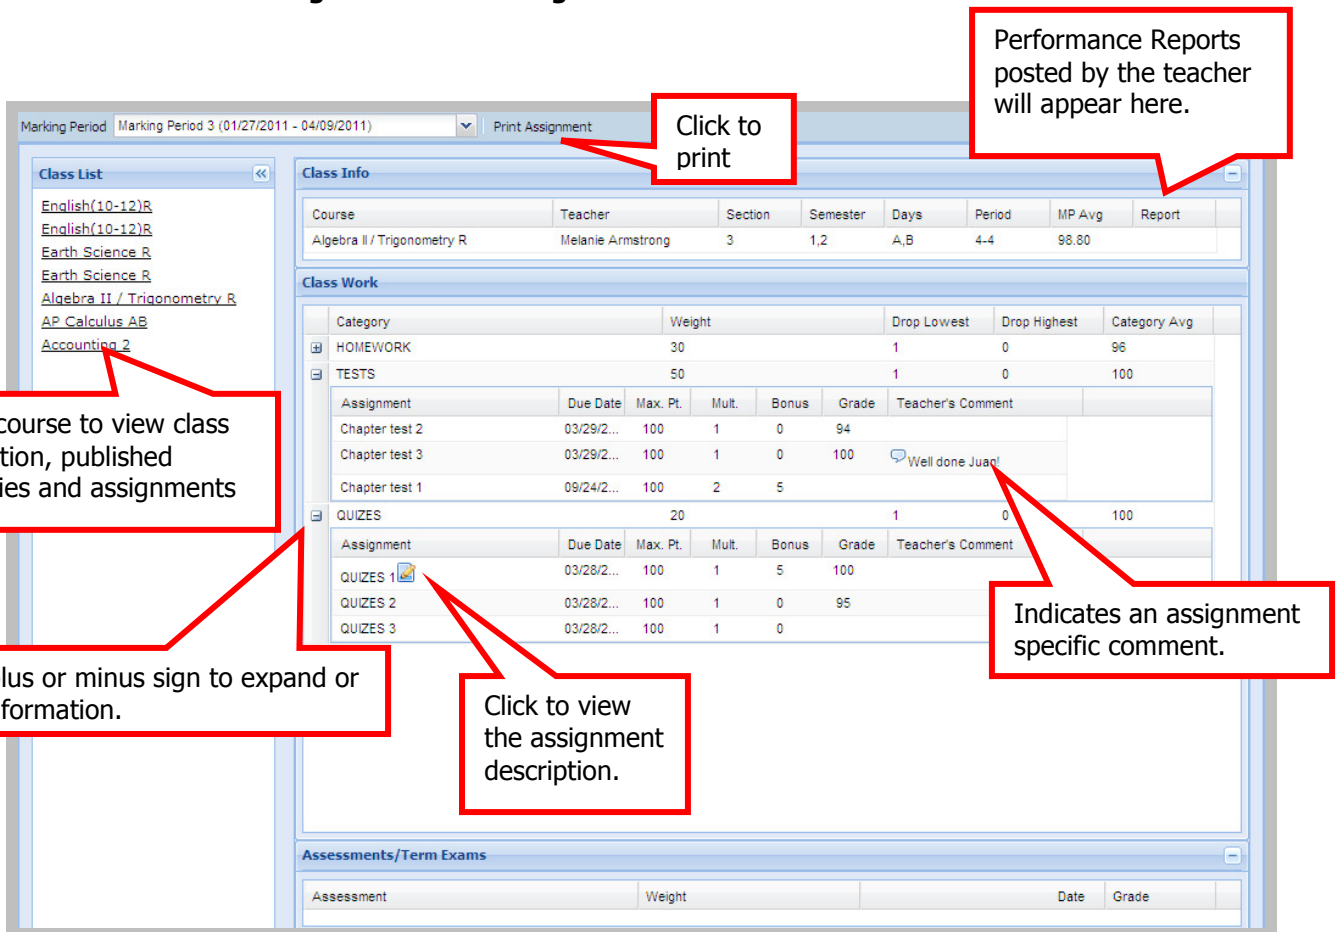 Performance Reports
posted by the teacher
will appear here.
Marking Period Marking Period 3 (01/27/2011 - 04/09/2011) Print Assignment
Click to
print
Class List
English(10-12)R
English(10-12)R
Earth Science R
Earth Science R
Algebra II / Trigonometry R
AP Calculus AB
Accounting 2
course to view class
tion, published
ies and assignments
lus or minus sign to expand or
formation.
Class Info
Course Teacher Section Semester Days Period MP Avg Report
Algebra II / Trigonometry R Melanie Armstrong 3 1,2 A,B 4-4 98.80
Class Work
Category Weight Drop Lowest Drop Highest Category Avg
HOMEWORK 30 1 0 96
TESTS 50 1 0 100
Assignment Due Date Max. Pt. Mult. Bonus Grade Teacher's Comment
Chapter test 2 03/29/2... 100 1 0 94
Chapter test 3 03/29/2... 100 1 0 100 Well done Juan!
Chapter test 1 09/24/2... 100 2 5
QUIZES 20 1 0 100
Assignment Due Date Max. Pt. Mult. Bonus Grade Teacher's Comment
QUIZES 1 03/28/2... 100 1 5 100
QUIZES 2 03/28/2... 100 1 0 95
QUIZES 3 03/28/2... 100 1 0
Indicates an assignment
specific comment.
Click to view
the assignment
description.
Assessments/Term Exams
Assessment Weight Date Grade